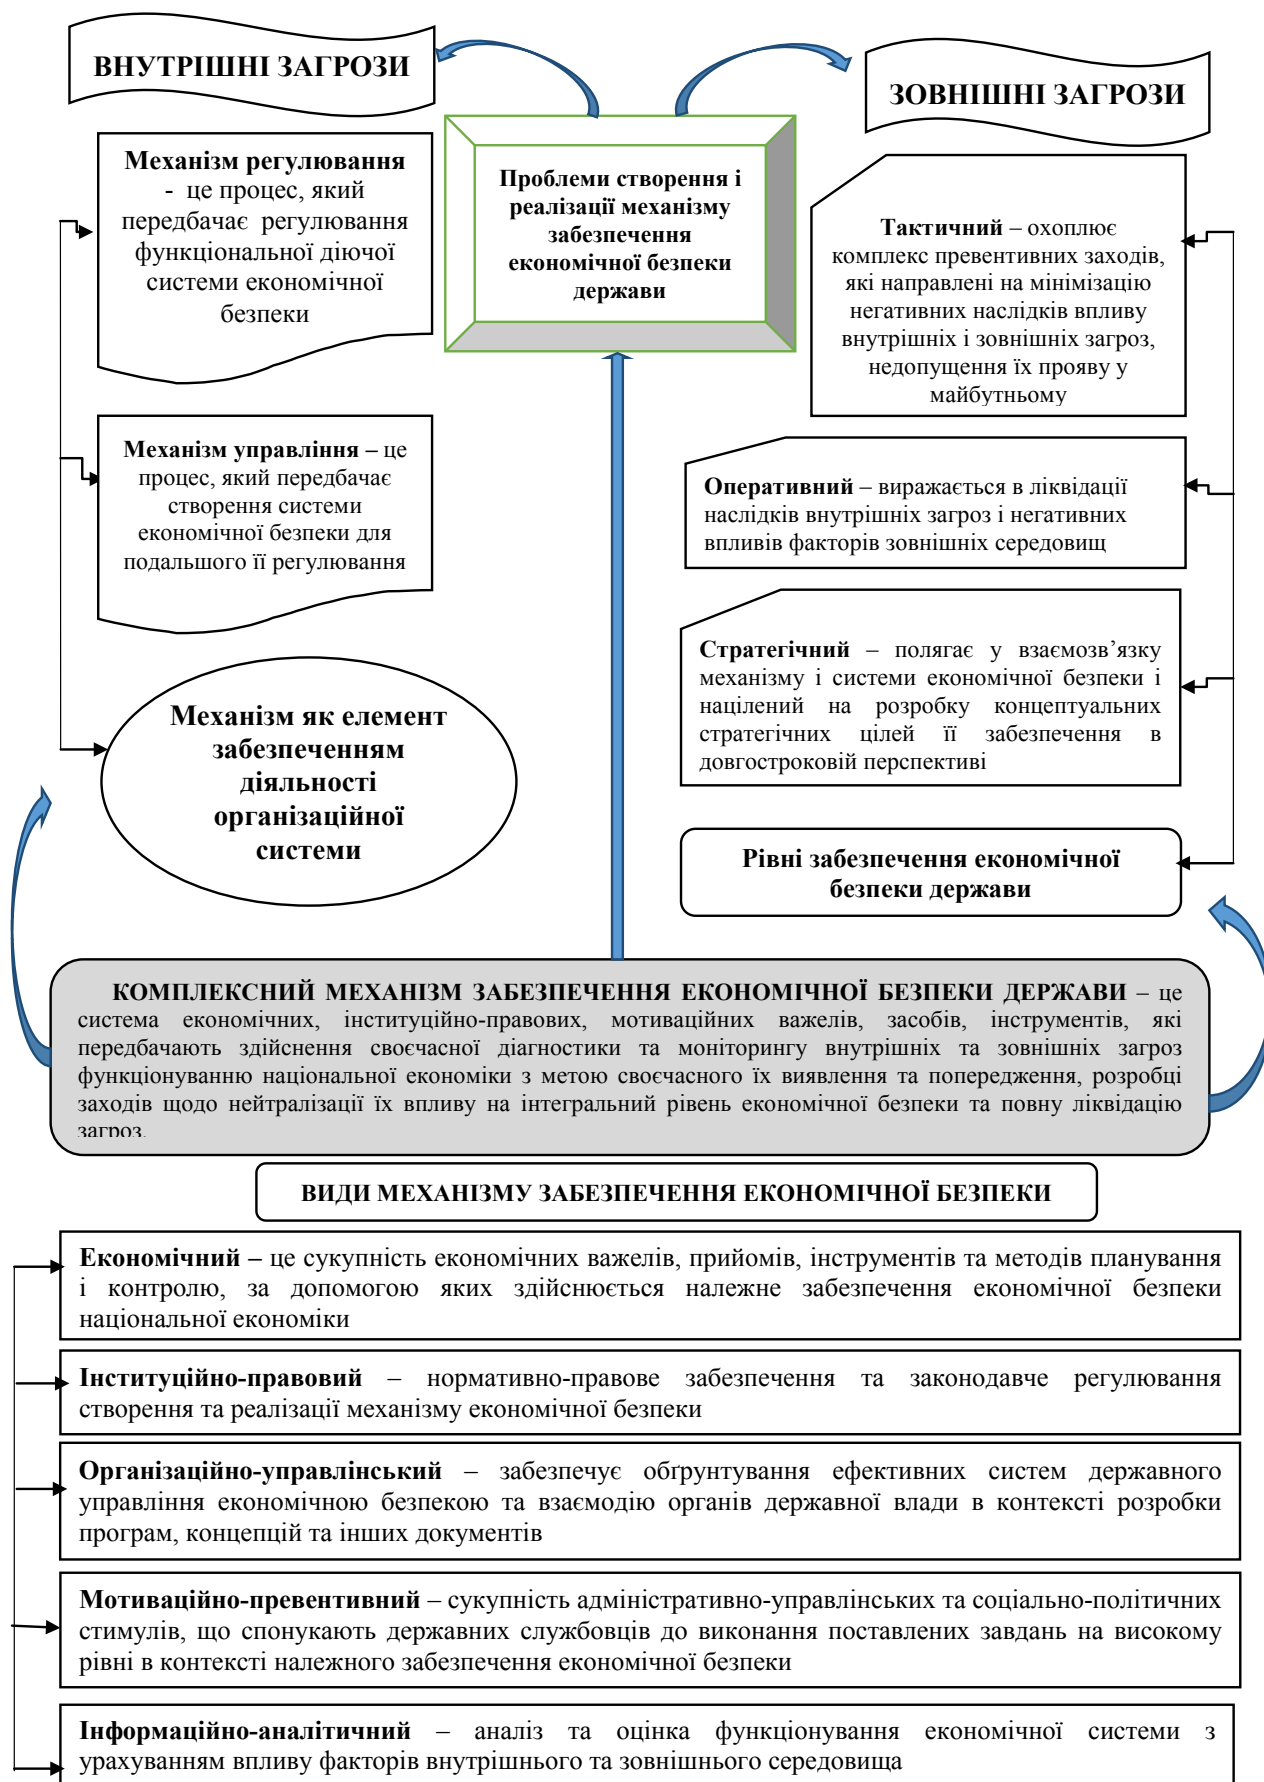 ВНУТРІШНІ ЗАГРОЗИ
ЗОВНІШНІ ЗАГРОЗИ
Механізм регулювання
- це процес, який
передбачає регулювання
функціональної діючої
системи економічної
безпеки
Проблеми створення і
реалізації механізму
забезпечення
економічної безпеки
держави
Тактичний – охоплює
комплекс превентивних заходів,
які направлені на мінімізацію
негативних наслідків впливу
внутрішніх і зовнішніх загроз,
недопущення їх прояву у
майбутньому
Механізм управління – це
процес, який передбачає
створення системи
економічної безпеки для
подальшого її регулювання
Оперативний – виражається в ліквідації
наслідків внутрішніх загроз і негативних
впливів факторів зовнішніх середовищ
Стратегічний – полягає у взаємозв’язку
механізму і системи економічної безпеки і
націлений на розробку концептуальних
стратегічних цілей її забезпечення в
довгостроковій перспективі
Механізм як елемент
забезпеченням
діяльності
організаційної
системи
Рівні забезпечення економічної
безпеки держави
КОМПЛЕКСНИЙ МЕХАНІЗМ ЗАБЕЗПЕЧЕННЯ ЕКОНОМІЧНОЇ БЕЗПЕКИ ДЕРЖАВИ – це
система економічних, інституційно-правових, мотиваційних важелів, засобів, інструментів, які
передбачають здійснення своєчасної діагностики та моніторингу внутрішніх та зовнішніх загроз
функціонуванню національної економіки з метою своєчасного їх виявлення та попередження, розробці
заходів щодо нейтралізації їх впливу на інтегральний рівень економічної безпеки та повну ліквідацію
загроз.
ВИДИ МЕХАНІЗМУ ЗАБЕЗПЕЧЕННЯ ЕКОНОМІЧНОЇ БЕЗПЕКИ
Економічний – це сукупність економічних важелів, прийомів, інструментів та методів планування
і контролю, за допомогою яких здійснюється належне забезпечення економічної безпеки
національної економіки
Інституційно-правовий – нормативно-правове забезпечення та законодавче регулювання
створення та реалізації механізму економічної безпеки
Організаційно-управлінський – забезпечує обґрунтування ефективних систем державного
управління економічною безпекою та взаємодію органів державної влади в контексті розробки
програм, концепцій та інших документів
Мотиваційно-превентивний – сукупність адміністративно-управлінських та соціально-політичних
стимулів, що спонукають державних службовців до виконання поставлених завдань на високому
рівні в контексті належного забезпечення економічної безпеки
Інформаційно-аналітичний – аналіз та оцінка функціонування економічної системи з
урахуванням впливу факторів внутрішнього та зовнішнього середовища